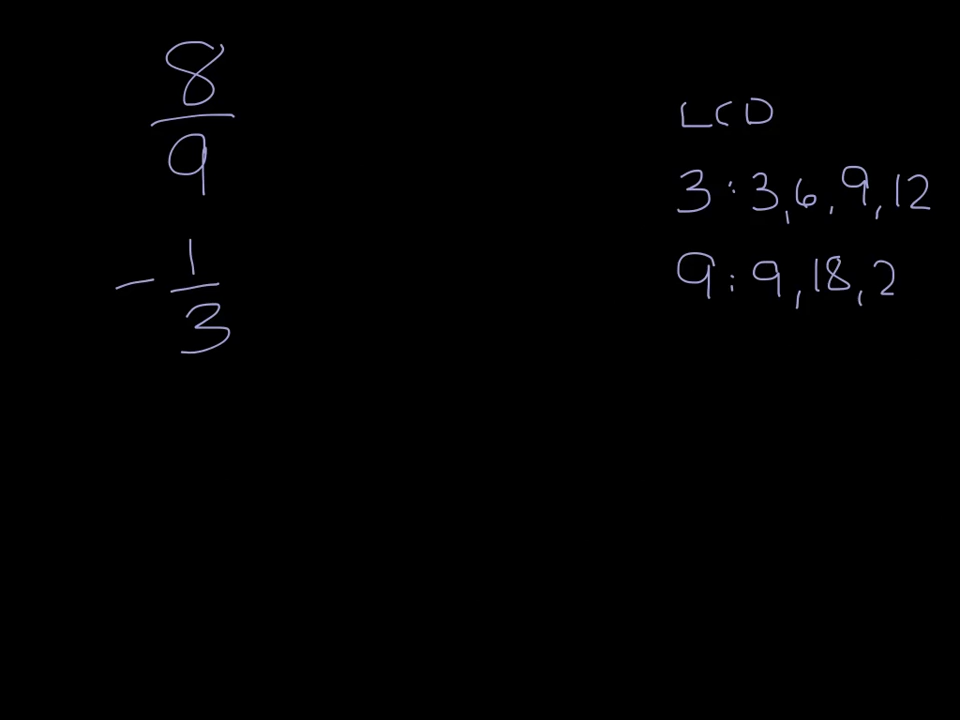 8
9
- 1
3
LCD
3 : 3, 6, 9, 12
9 : 9, 18, 2